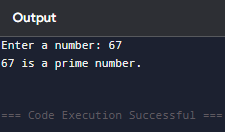 Output
Enter a number: 67
67 is a prime number.
=== Code Execution Successful ===